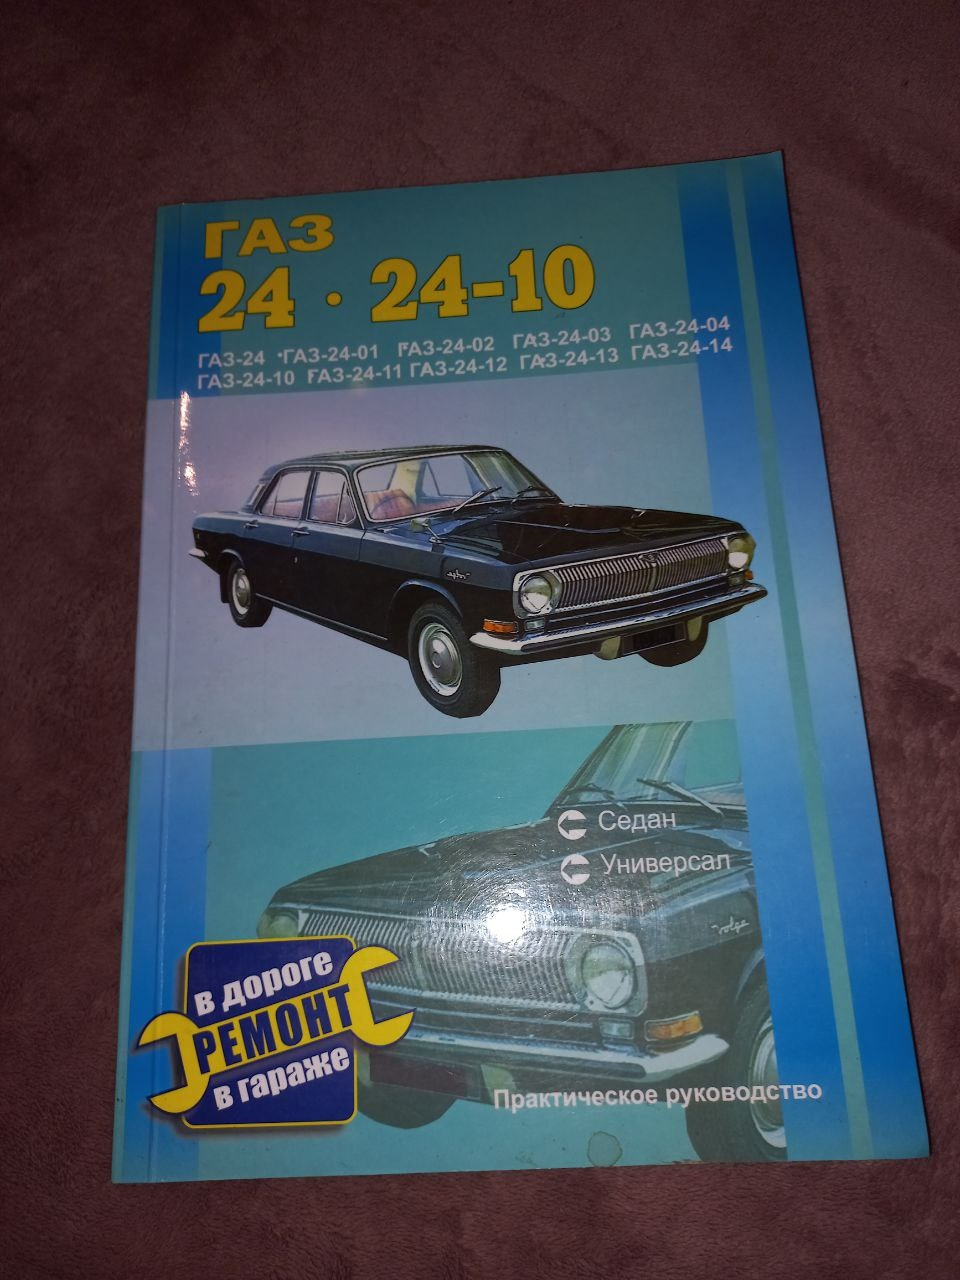 ГАЗ
24 · 24-10
ГАЗ-24 ГАЗ-24-01 ГАЗ-24-02 ГАЗ-24-03 ГАЗ-24-04
ГАЗ-24-10 ГАЗ-24-11 ГАЗ-24-12 ГАЗ-24-13 ГАЗ-24-14
Седан
Универсал
volga
в дороге
РЕМОНТ
в гараже
Практическое руководство